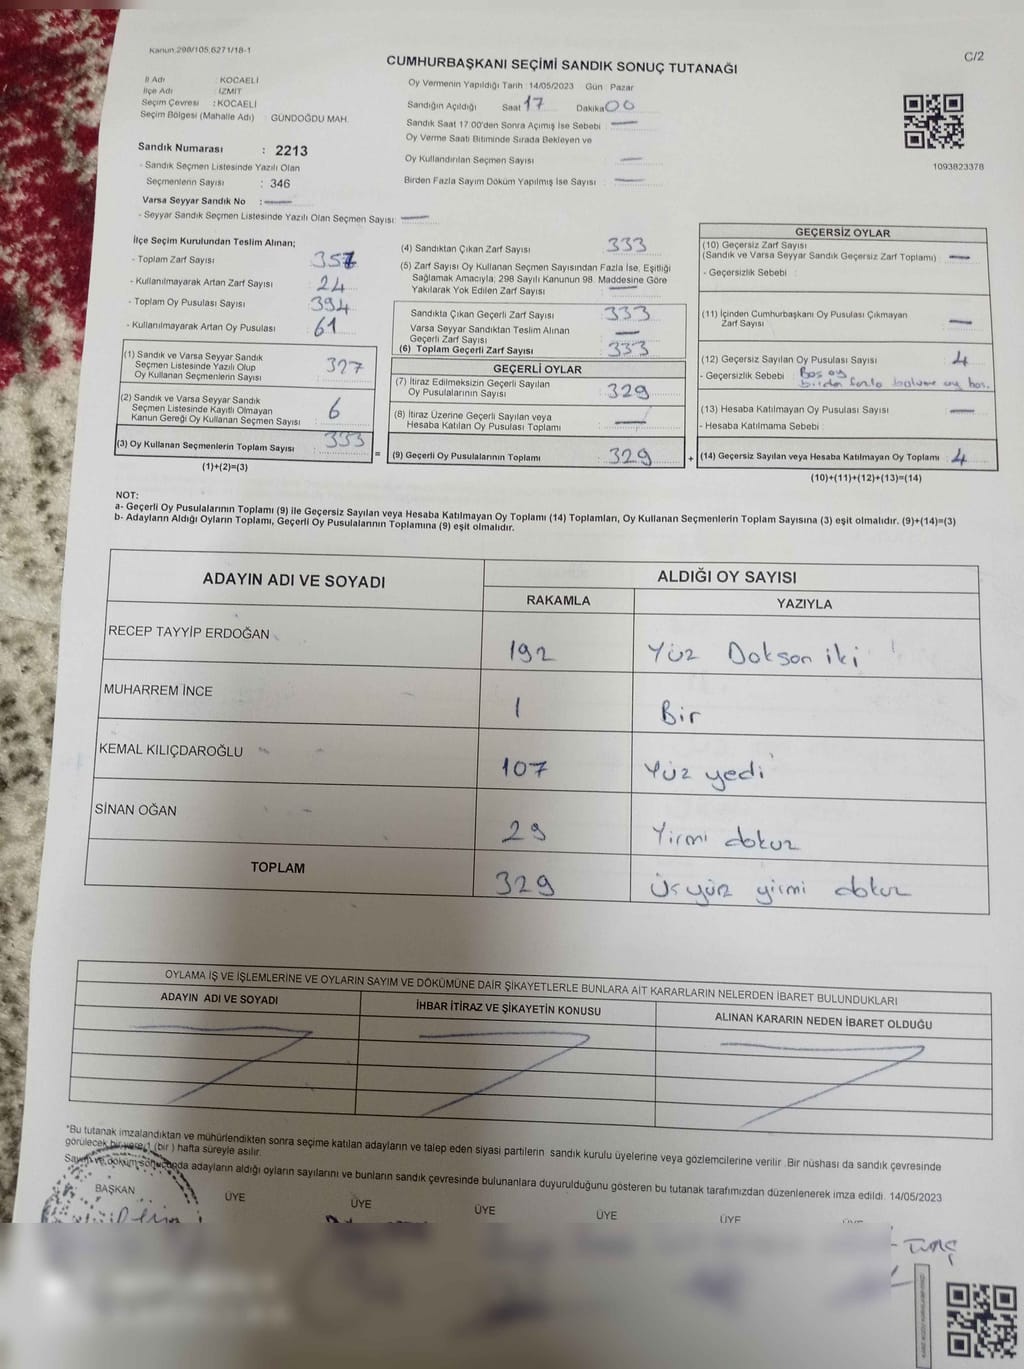 Kanun.298/105,6271/18-1
C/2
CUMHURBAŞKANI SEÇİMİ SANDIK SONUÇ TUTANAĞI
İl Adı : KOCAELİ
İlçe Adı : İZMİT
Seçim Çevresi : KOCAELİ
Seçim Bölgesi (Mahalle Adı) GÜNDOĞDU MAH.
Oy Vermenin Yapıldığı Tarih : 14/05/2023 Gün Pazar
Sandığın Açıldığı Saat 17 Dakika 00
Sandık Saat 17.00'den Sonra Açımış İse Sebebi :
Oy Verme Saati Bitiminde Sırada Bekleyen ve
Oy Kullandırılan Seçmen Sayısı
Birden Fazla Sayım Döküm Yapılmış İse Sayısı :
1093823378
Sandık Numarası : 2213
- Sandık Seçmen Listesinde Yazılı Olan
Seçmenlerin Sayısı : 346
Varsa Seyyar Sandık No :
- Seyyar Sandık Seçmen Listesinde Yazılı Olan Seçmen Sayısı:
İlçe Seçim Kurulundan Teslim Alınan;
- Toplam Zarf Sayısı 357
- Kullanılmayarak Artan Zarf Sayısı 24
- Toplam Oy Pusulası Sayısı 394
- Kullanılmayarak Artan Oy Pusulası 61
(1) Sandık ve Varsa Seyyar Sandık
Seçmen Listesinde Yazılı Olup
Oy Kullanan Seçmenlerin Sayısı 327
(2) Sandık ve Varsa Seyyar Sandık
Seçmen Listesinde Kayıtlı Olmayan
Kanun Gereği Oy Kullanan Seçmen Sayısı 6
(3) Oy Kullanan Seçmenlerin Toplam Sayısı 333
(1)+(2)=(3)
(4) Sandıktan Çıkan Zarf Sayısı 333
(5) Zarf Sayısı Oy Kullanan Seçmen Sayısından Fazla İse, Eşitliği
Sağlamak Amacıyla, 298 Sayılı Kanunun 98. Maddesine Göre
Yakılarak Yok Edilen Zarf Sayısı
Sandıkta Çıkan Geçerli Zarf Sayısı 333
Varsa Seyyar Sandıktan Teslim Alınan
Geçerli Zarf Sayısı
(6) Toplam Geçerli Zarf Sayısı 333
GEÇERLİ OYLAR
(7) İtiraz Edilmeksizin Geçerli Sayılan
Oy Pusulalarının Sayısı 329
(8) İtiraz Üzerine Geçerli Sayılan veya
Hesaba Katılan Oy Pusulası Toplamı
= (9) Geçerli Oy Pusulalarının Toplamı 329 +
GEÇERSİZ OYLAR
(10) Geçersiz Zarf Sayısı
(Sandık ve Varsa Seyyar Sandık Geçersiz Zarf Toplamı) :
- Geçersizlik Sebebi :
(11) İçinden Cumhurbaşkanı Oy Pusulası Çıkmayan
Zarf Sayısı
(12) Geçersiz Sayılan Oy Pusulası Sayısı 4
- Geçersizlik Sebebi : Boş oy
birden fazla bölüme oy bas.
(13) Hesaba Katılmayan Oy Pusulası Sayısı
- Hesaba Katılmama Sebebi :
(14) Geçersiz Sayılan veya Hesaba Katılmayan Oy Toplamı 4
(10)+(11)+(12)+(13)=(14)
NOT:
a- Geçerli Oy Pusulalarının Toplamı (9) ile Geçersiz Sayılan veya Hesaba Katılmayan Oy Toplamı (14) Toplamları, Oy Kullanan Seçmenlerin Toplam Sayısına (3) eşit olmalıdır. (9)+(14)=(3)
b- Adayların Aldığı Oyların Toplamı, Geçerli Oy Pusulalarının Toplamına (9) eşit olmalıdır.
ADAYIN ADI VE SOYADI
ALDIĞI OY SAYISI
RAKAMLA YAZIYLA
RECEP TAYYİP ERDOĞAN 192 Yüz Doksan iki
MUHARREM İNCE 1 Bir
KEMAL KILIÇDAROĞLU 107 Yüz yedi
SİNAN OĞAN 29 Yirmi dokuz
TOPLAM 329 Üçyüz yirmi dokuz
OYLAMA İŞ VE İŞLEMLERİNE VE OYLARIN SAYIM VE DÖKÜMÜNE DAİR ŞİKAYETLERLE BUNLARA AİT KARARLARIN NELERDEN İBARET BULUNDUKLARI
ADAYIN ADI VE SOYADI İHBAR İTİRAZ VE ŞİKAYETİN KONUSU ALINAN KARARIN NEDEN İBARET OLDUĞU
*Bu tutanak imzalandıktan ve mühürlendikten sonra seçime katılan adayların ve talep eden siyasi partilerin sandık kurulu üyelerine veya gözlemcilerine verilir .Bir nüshası da sandık çevresinde
görülecek bir yere 1 (bir ) hafta süreyle asılır.
Sayım ve döküm sonucunda adayların aldığı oyların sayılarını ve bunların sandık çevresinde bulunanlara duyurulduğunu gösteren bu tutanak tarafımızdan düzenlenerek imza edildi. 14/05/2023
BAŞKAN ÜYE ÜYE ÜYE ÜYE ÜYE